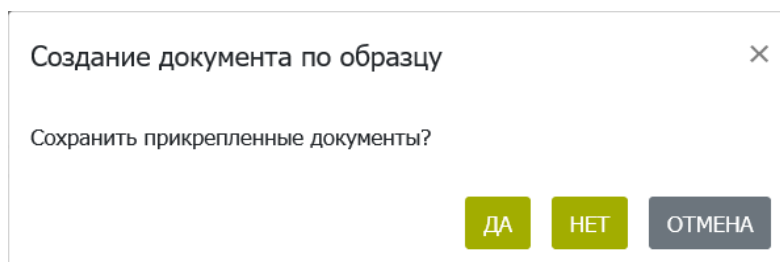 Создание документа по образцу
Сохранить прикрепленные документы?
ДА НЕТ ОТМЕНА